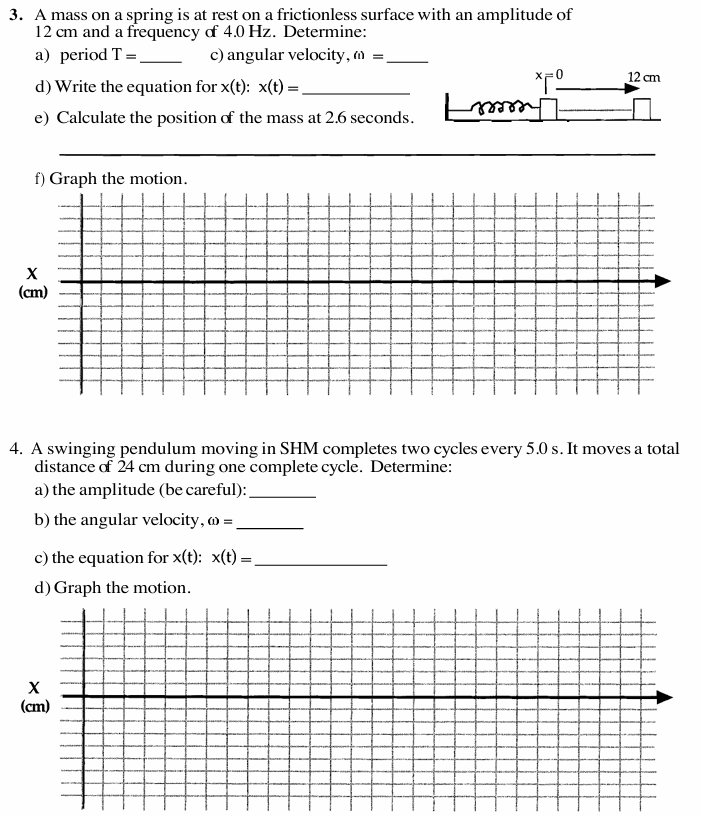 3. A mass on a spring is at rest on a frictionless surface with an amplitude of
12 cm and a frequency of 4.0 Hz. Determine:
a) period T = _____ c) angular velocity, ω = _____
d) Write the equation for x(t): x(t) = _____________
x=0 12 cm
e) Calculate the position of the mass at 2.6 seconds.
f) Graph the motion.
X
(cm)
4. A swinging pendulum moving in SHM completes two cycles every 5.0 s. It moves a total
distance of 24 cm during one complete cycle. Determine:
a) the amplitude (be careful): ________
b) the angular velocity, ω = ________
c) the equation for x(t): x(t) = ________________
d) Graph the motion.
X
(cm)